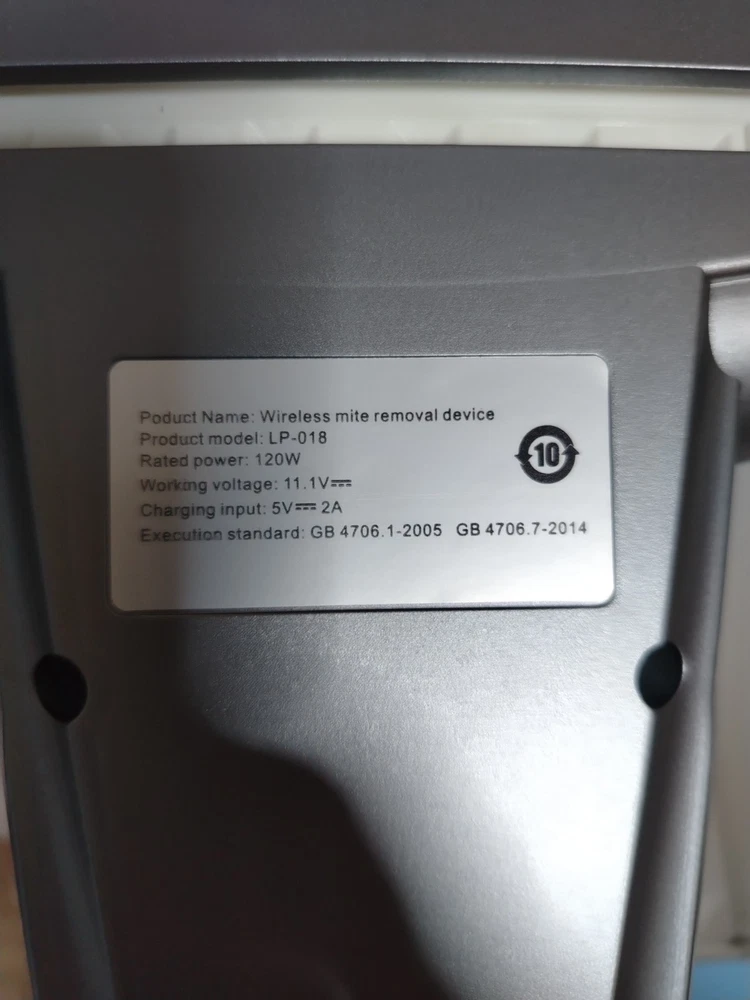 Poduct Name: Wireless mite removal device
Product model: LP-018
Rated power: 120W
Working voltage: 11.1V⎓
Charging input: 5V⎓ 2A
Execution standard: GB 4706.1-2005 GB 4706.7-2014
10